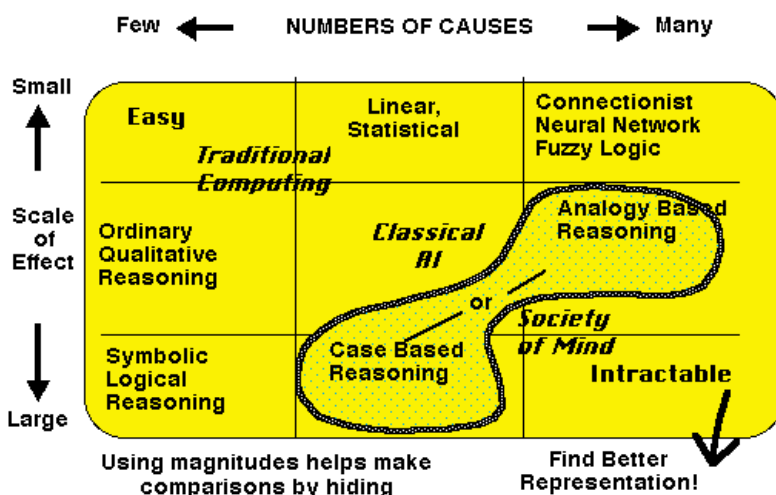 Few NUMBERS OF CAUSES Many
Small
Easy
Linear,
Statistical
Connectionist
Neural Network
Fuzzy Logic
Traditional
Computing
Scale
of
Effect
Ordinary
Qualitative
Reasoning
Classical
AI
Analogy Based
Reasoning
or
Society
of Mind
Symbolic
Logical
Reasoning
Case Based
Reasoning
Intractable
Large
Using magnitudes helps make
comparisons by hiding
Find Better
Representation!